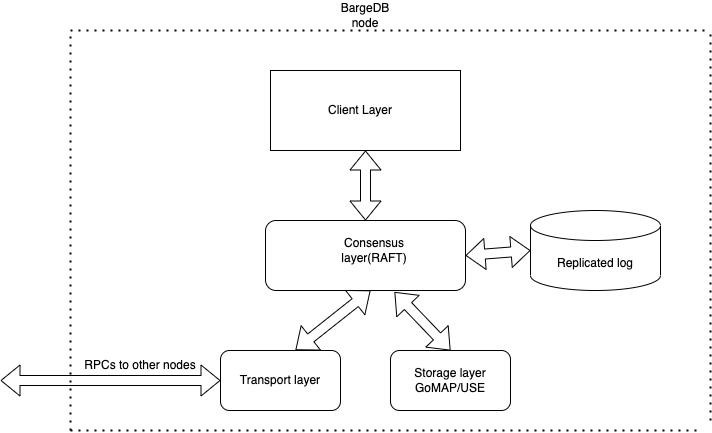 BargeDB
node
Client Layer
Consensus
layer(RAFT)
Replicated log
RPCs to other nodes
Transport layer
Storage layer
GoMAP/USE